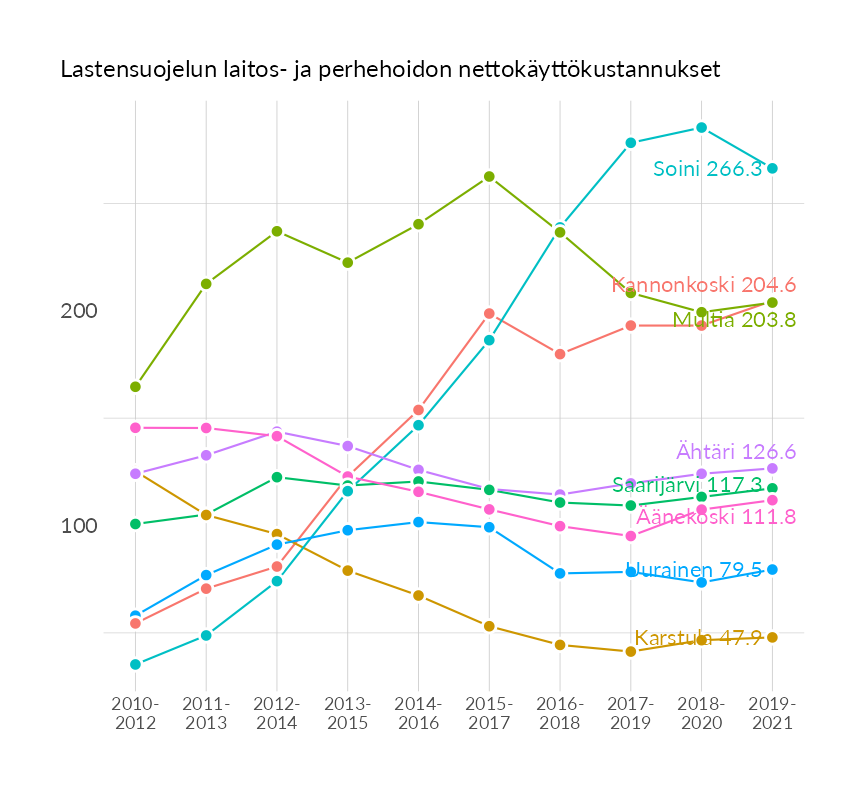 Lastensuojelun laitos- ja perhehoidon nettokäyttökustannukset
Soini 266.3
Kannonkoski 204.6
200
Multia 203.8
Ähtäri 126.6
Saarijärvi 117.3
Äänekoski 111.8
100
Uurainen 79.5
Karstula 47.9
2010-
2012
2011-
2013
2012-
2014
2013-
2015
2014-
2016
2015-
2017
2016-
2018
2017-
2019
2018-
2020
2019-
2021